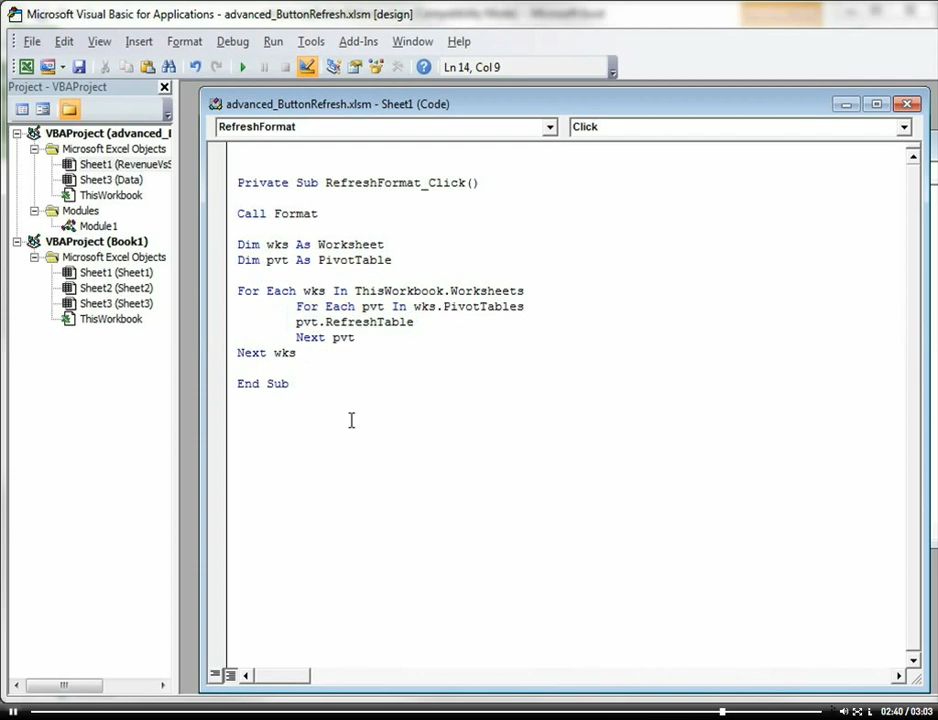 Microsoft Visual Basic for Applications - advanced_ButtonRefresh.xlsm [design]
File Edit View Insert Format Debug Run Tools Add-Ins Window Help
Ln 14, Col 9
Project - VBAProject
advanced_ButtonRefresh.xlsm - Sheet1 (Code)
RefreshFormat Click
VBAProject (advanced_
Microsoft Excel Objects
Sheet1 (RevenueVsS
Sheet3 (Data)
ThisWorkbook
Modules
Module1
VBAProject (Book1)
Microsoft Excel Objects
Sheet1 (Sheet1)
Sheet2 (Sheet2)
Sheet3 (Sheet3)
ThisWorkbook
Private Sub RefreshFormat_Click()
Call Format
Dim wks As Worksheet
Dim pvt As PivotTable
For Each wks In ThisWorkbook.Worksheets
For Each pvt In wks.PivotTables
pvt.RefreshTable
Next pvt
Next wks
End Sub
02:40 / 03:03